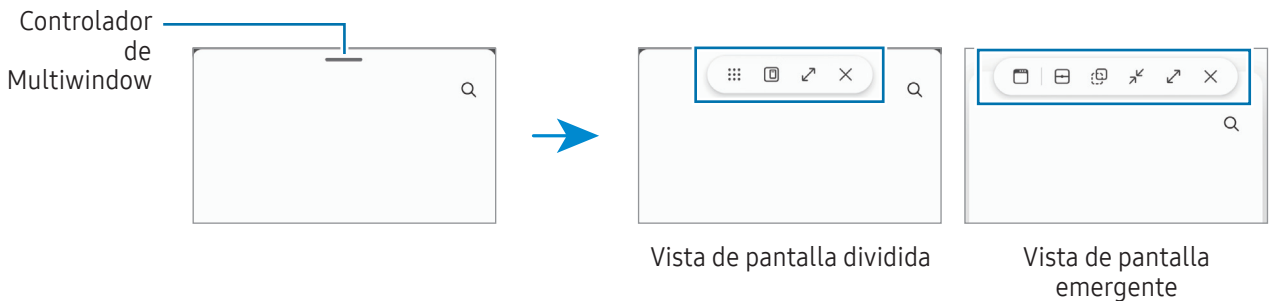 Controlador
de
Multiwindow
Vista de pantalla dividida
Vista de pantalla
emergente